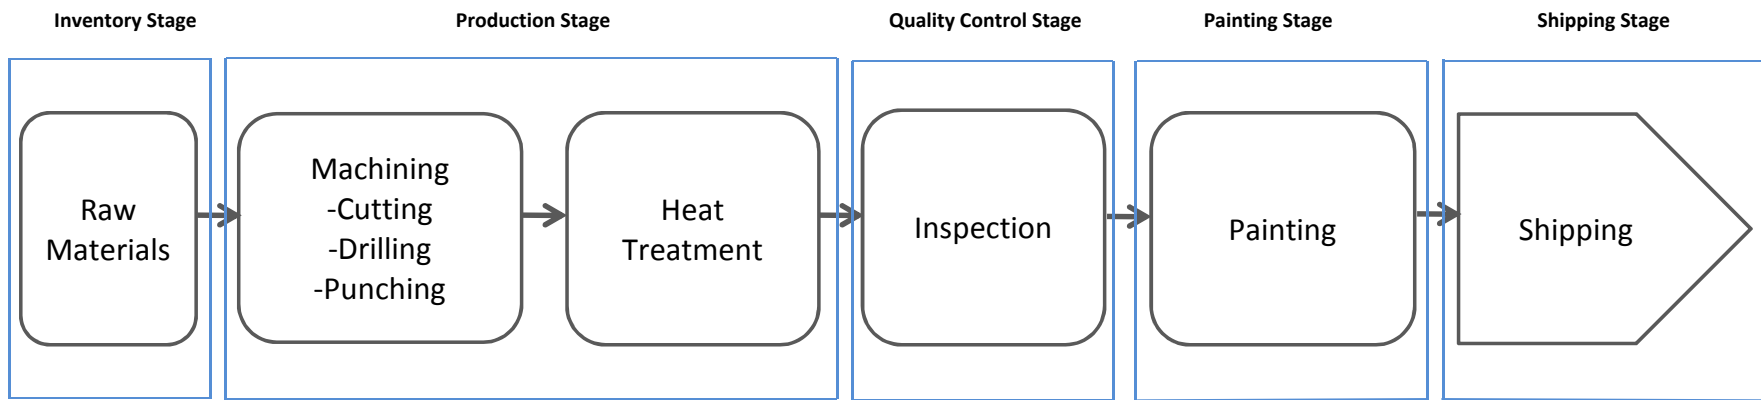 Inventory Stage
Production Stage
Quality Control Stage
Painting Stage
Shipping Stage
Raw
Materials
Machining
-Cutting
-Drilling
-Punching
Heat
Treatment
Inspection
Painting
Shipping